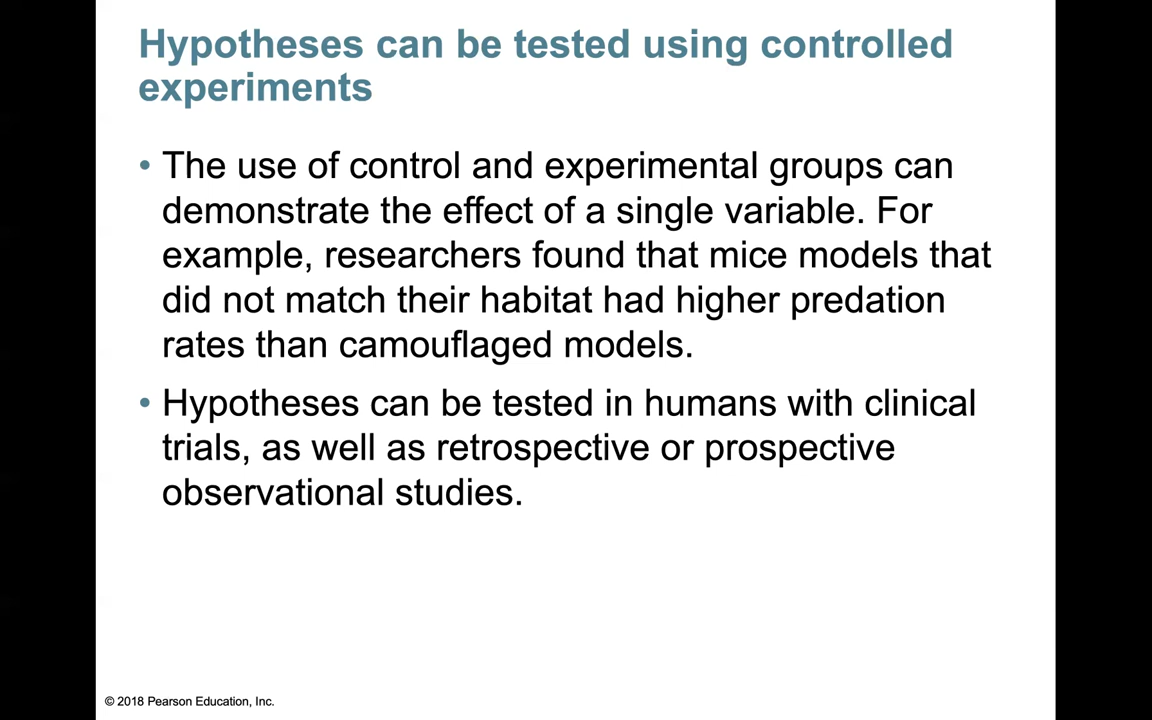 Hypotheses can be tested using controlled
experiments
• The use of control and experimental groups can
demonstrate the effect of a single variable. For
example, researchers found that mice models that
did not match their habitat had higher predation
rates than camouflaged models.
• Hypotheses can be tested in humans with clinical
trials, as well as retrospective or prospective
observational studies.
© 2018 Pearson Education, Inc.